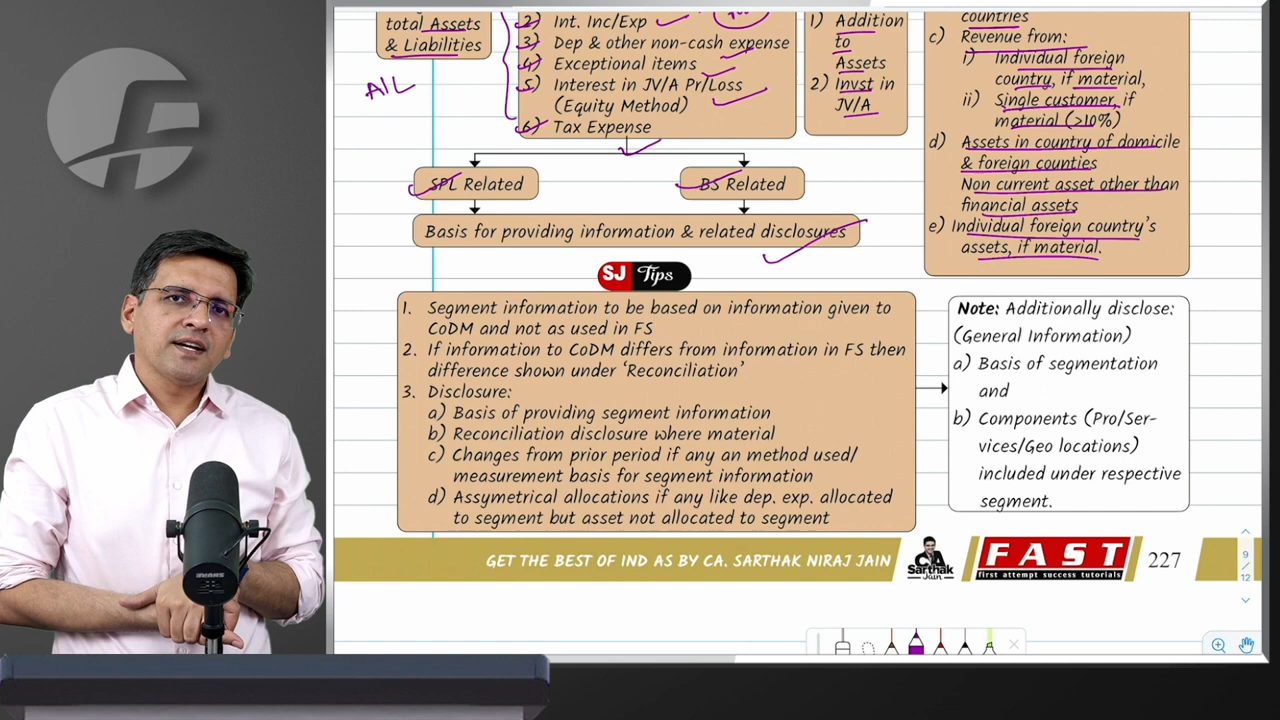 total Assets
& Liabilities
A/L
2) Int. Inc/Exp
3) Dep & other non-cash expense
4) Exceptional items
5) Interest in JV/A Pr/Loss
(Equity Method)
6) Tax Expense
1) Addition
to
Assets
2) Invst in
JV/A
countries
c) Revenue from:
i) Individual foreign
country, if material,
ii) Single customer, if
material (>10%)
d) Assets in country of domicile
& foreign counties
Non current asset other than
financial assets
e) Individual foreign country's
assets, if material.
SPL Related
BS Related
Basis for providing information & related disclosures
SJ Tips
1. Segment information to be based on information given to
CoDM and not as used in FS
2. If information to CoDM differs from information in FS then
difference shown under 'Reconciliation'
3. Disclosure:
a) Basis of providing segment information
b) Reconciliation disclosure where material
c) Changes from prior period if any an method used/
measurement basis for segment information
d) Assymetrical allocations if any like dep. exp. allocated
to segment but asset not allocated to segment
Note: Additionally disclose:
(General Information)
a) Basis of segmentation
and
b) Components (Pro/Ser-
vices/Geo locations)
included under respective
segment.
GET THE BEST OF IND AS BY CA. SARTHAK NIRAJ JAIN
Sarthak
Jain
FAST
first attempt success tutorials
227
9
/
12
SHURE